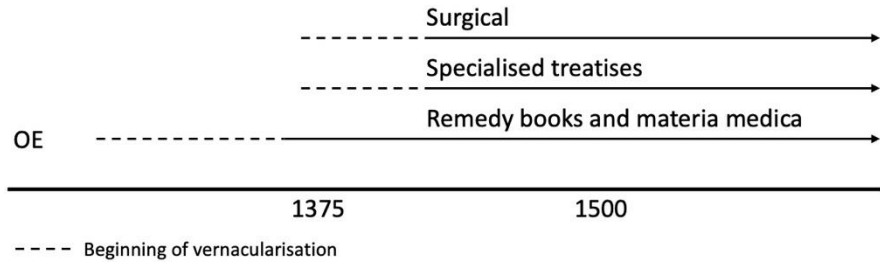 Surgical
Specialised treatises
Remedy books and materia medica
OE
1375 1500
Beginning of vernacularisation